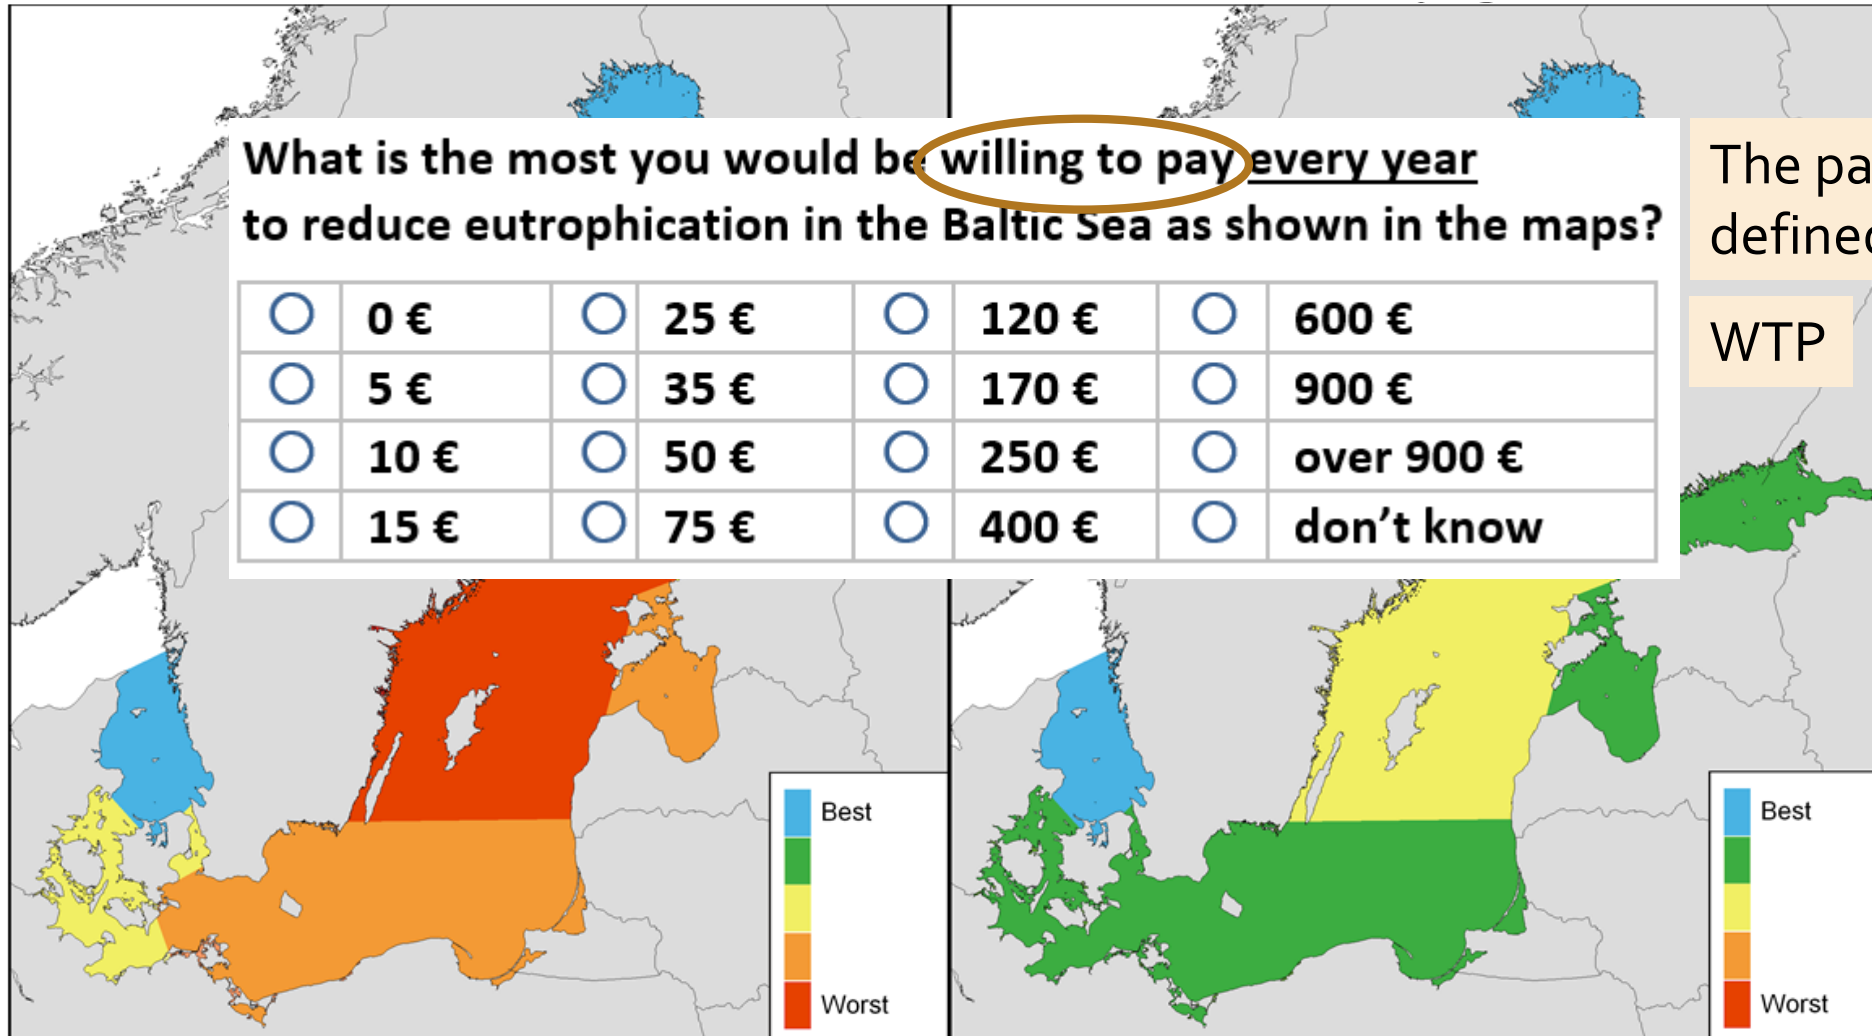 What is the most you would be willing to pay every year
to reduce eutrophication in the Baltic Sea as shown in the maps?
0 € 25 € 120 € 600 €
5 € 35 € 170 € 900 €
10 € 50 € 250 € over 900 €
15 € 75 € 400 € don't know
The pa
defined
WTP
Best
Worst
Best
Worst